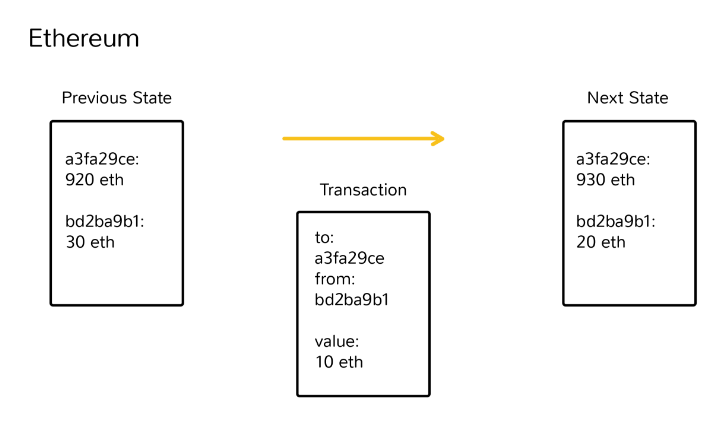 Ethereum
Previous State
a3fa29ce:
920 eth
bd2ba9b1:
30 eth
Transaction
to:
a3fa29ce
from:
bd2ba9b1
value:
10 eth
Next State
a3fa29ce:
930 eth
bd2ba9b1:
20 eth